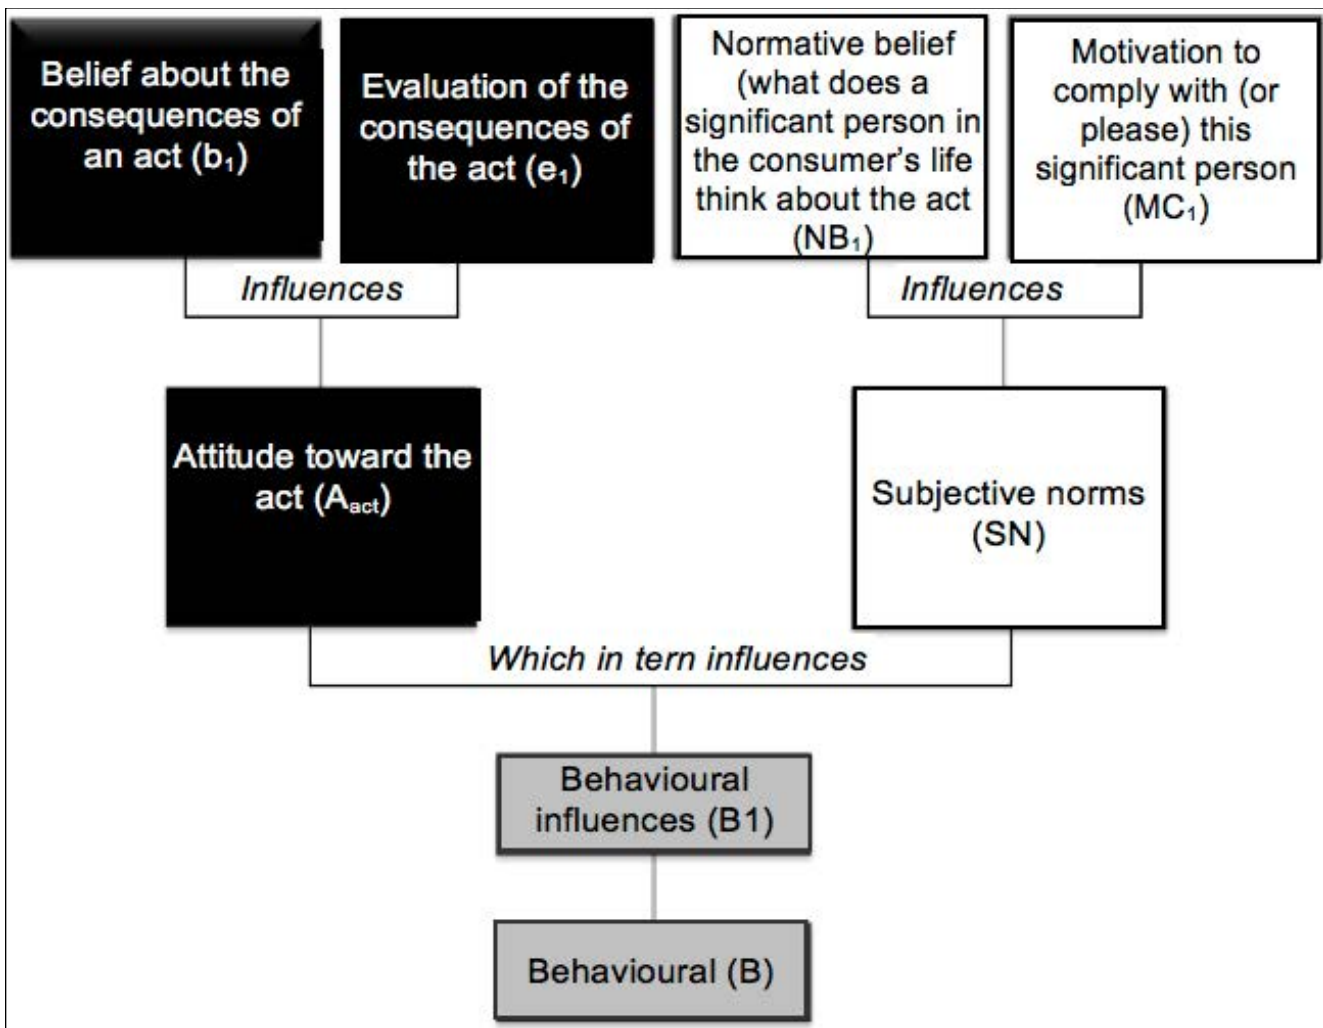 Belief about the
consequences of
an act (b₁)
Evaluation of the
consequences of
the act (e₁)
Normative belief
(what does a
significant person in
the consumer's life
think about the act
(NB₁)
Motivation to
comply with (or
please) this
significant person
(MC₁)
Influences
Influences
Attitude toward the
act (Aₐcₜ)
Subjective norms
(SN)
Which in tern influences
Behavioural
influences (B1)
Behavioural (B)